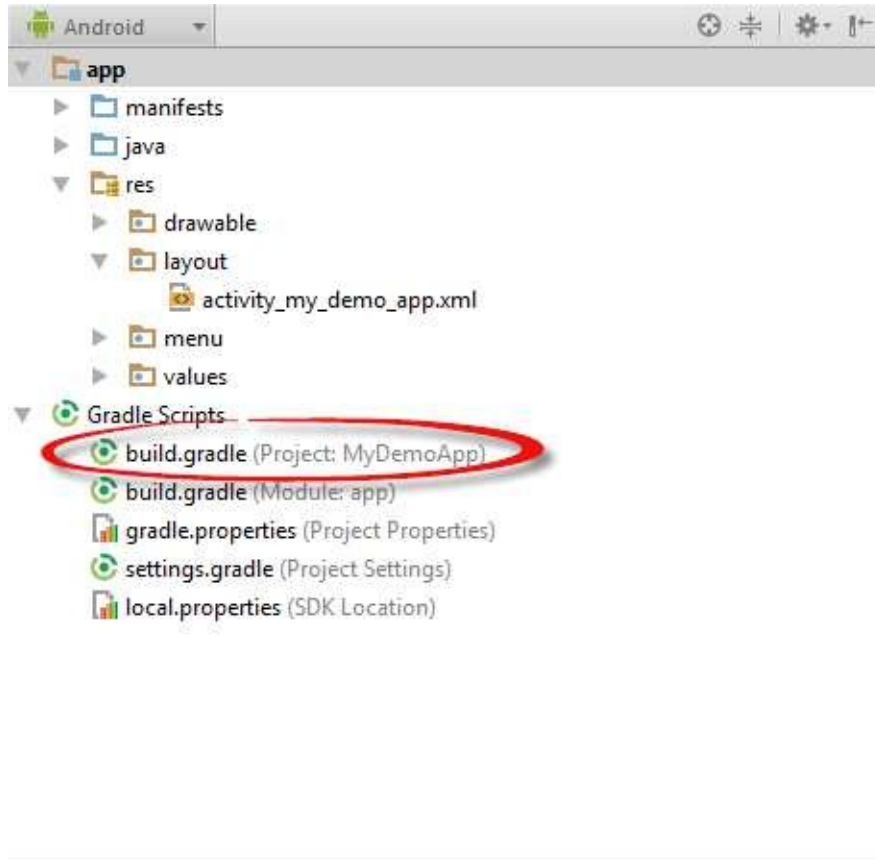 Android
app
manifests
java
res
drawable
layout
activity_my_demo_app.xml
menu
values
Gradle Scripts
build.gradle (Project: MyDemoApp)
build.gradle (Module: app)
gradle.properties (Project Properties)
settings.gradle (Project Settings)
local.properties (SDK Location)